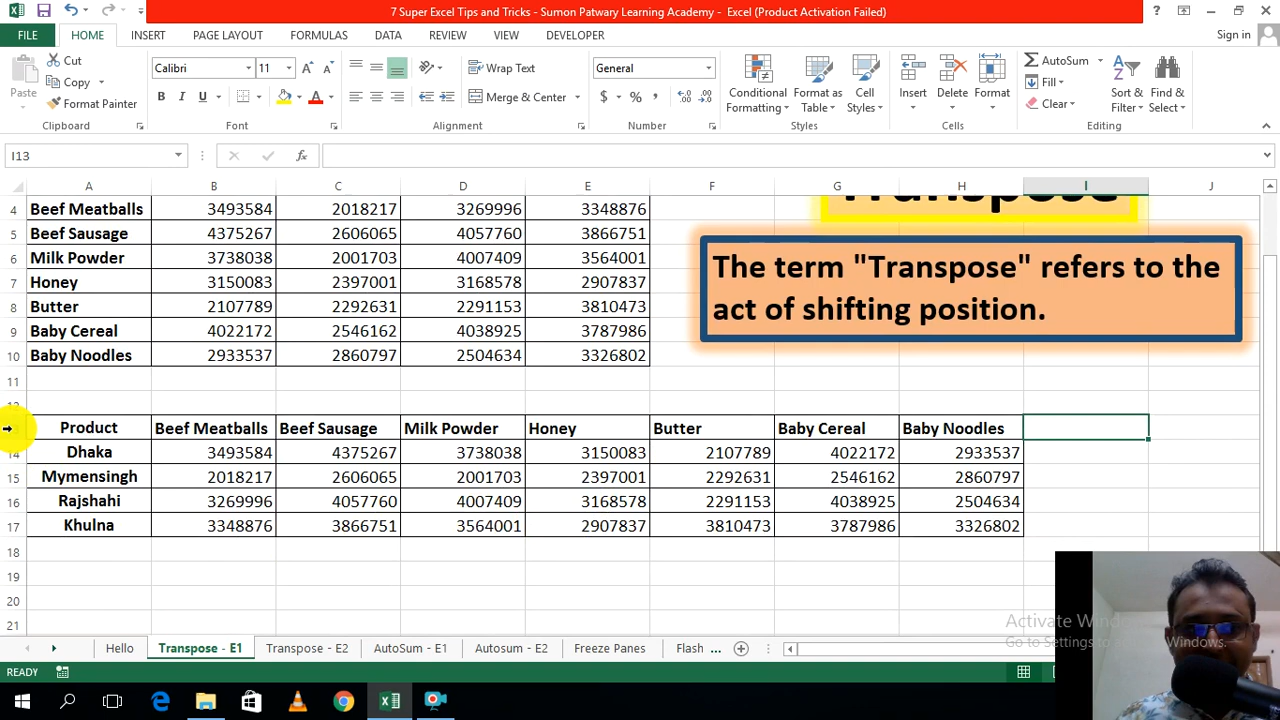 7 Super Excel Tips and Tricks - Sumon Patwary Learning Academy - Excel (Product Activation Failed)
FILE HOME INSERT PAGE LAYOUT FORMULAS DATA REVIEW VIEW DEVELOPER Sign in
Paste Cut Copy Format Painter
Clipboard
Calibri 11
B I U A
Font
Wrap Text
Merge & Center
Alignment
General
$ % ,
Number
Conditional Formatting Format as Table Cell Styles
Styles
Insert Delete Format
Cells
AutoSum Fill Clear
Sort & Filter Find & Select
Editing
I13 fx
A B C D E F G H I J
4 Beef Meatballs 3493584 2018217 3269996 3348876
5 Beef Sausage 4375267 2606065 4057760 3866751
6 Milk Powder 3738038 2001703 4007409 3564001
7 Honey 3150083 2397001 3168578 2907837
8 Butter 2107789 2292631 2291153 3810473
9 Baby Cereal 4022172 2546162 4038925 3787986
10 Baby Noodles 2933537 2860797 2504634 3326802
Transpose
The term "Transpose" refers to the
act of shifting position.
11
12
Product Beef Meatballs Beef Sausage Milk Powder Honey Butter Baby Cereal Baby Noodles
14 Dhaka 3493584 4375267 3738038 3150083 2107789 4022172 2933537
15 Mymensingh 2018217 2606065 2001703 2397001 2292631 2546162 2860797
16 Rajshahi 3269996 4057760 4007409 3168578 2291153 4038925 2504634
17 Khulna 3348876 3866751 3564001 2907837 3810473 3787986 3326802
18
19
20
21
Activate Windows
Go to Settings to activate Windows.
Hello Transpose - E1 Transpose - E2 AutoSum - E1 Autosum - E2 Freeze Panes Flash ...
READY